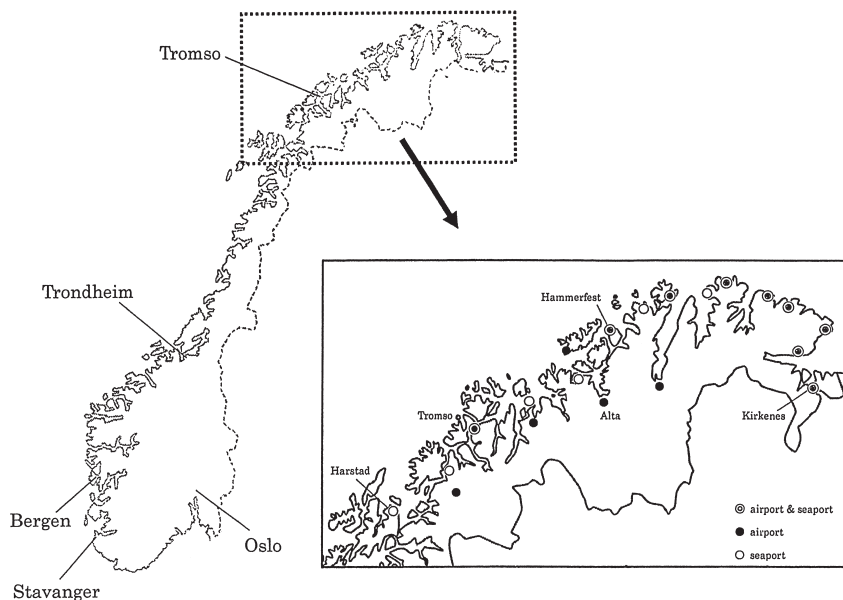 Tromso
Trondheim
Bergen
Oslo
Stavanger
Hammerfest
Tromso
Alta
Kirkenes
Harstad
airport & seaport
airport
seaport